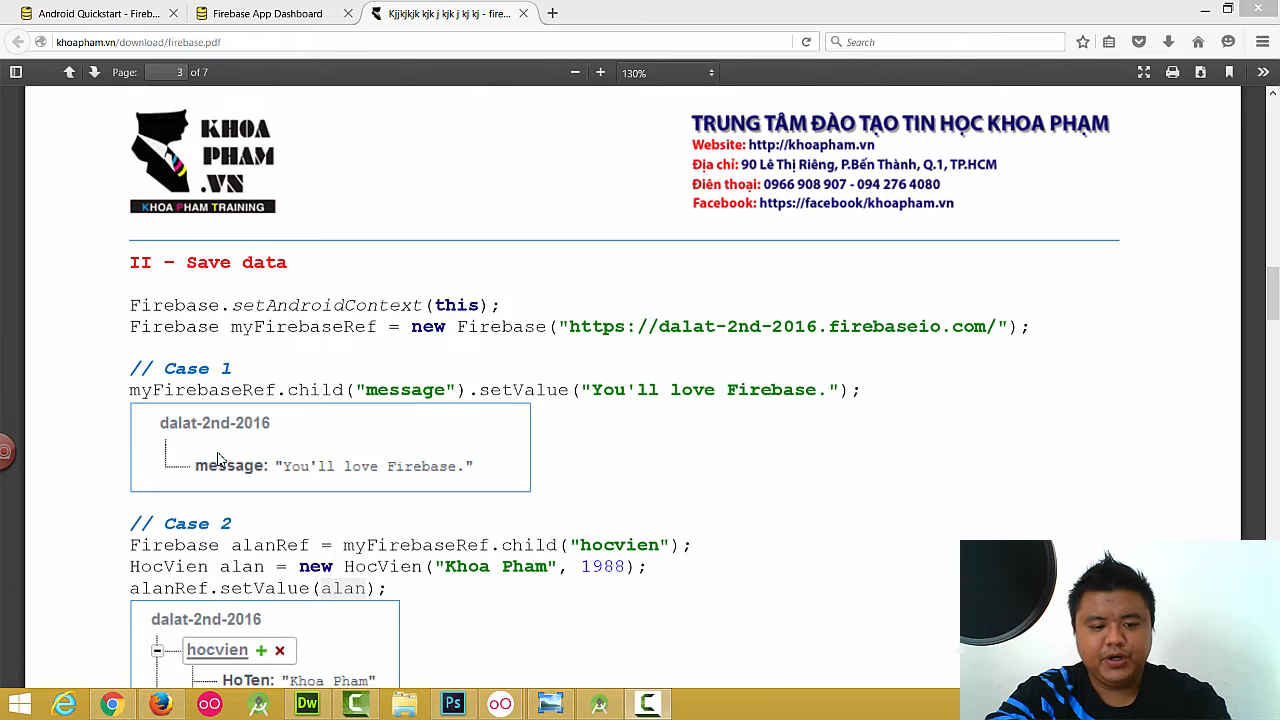 Android Quickstart - Fireb...
Firebase App Dashboard
Kjjkjkjk kjk j kjk j kj kj - fire...
khoapham.vn/download/firebase.pdf
Search
Page: 3 of 7
130%
KHOA
PHAM
.VN
KHOA PHAM TRAINING
TRUNG TÂM ĐÀO TẠO TIN HỌC KHOA PHẠM
Website: http://khoapham.vn
Địa chỉ: 90 Lê Thị Riêng, P.Bến Thành, Q.1, TP.HCM
Điên thoại: 0966 908 907 - 094 276 4080
Facebook: https://facebook/khoapham.vn
II - Save data
Firebase.setAndroidContext(this);
Firebase myFirebaseRef = new Firebase("https://dalat-2nd-2016.firebaseio.com/");
// Case 1
myFirebaseRef.child("message").setValue("You'll love Firebase.");
dalat-2nd-2016
message: "You'll love Firebase."
// Case 2
Firebase alanRef = myFirebaseRef.child("hocvien");
HocVien alan = new HocVien("Khoa Pham", 1988);
alanRef.setValue(alan);
dalat-2nd-2016
hocvien
HoTen: "Khoa Pham"
Dw
Ps